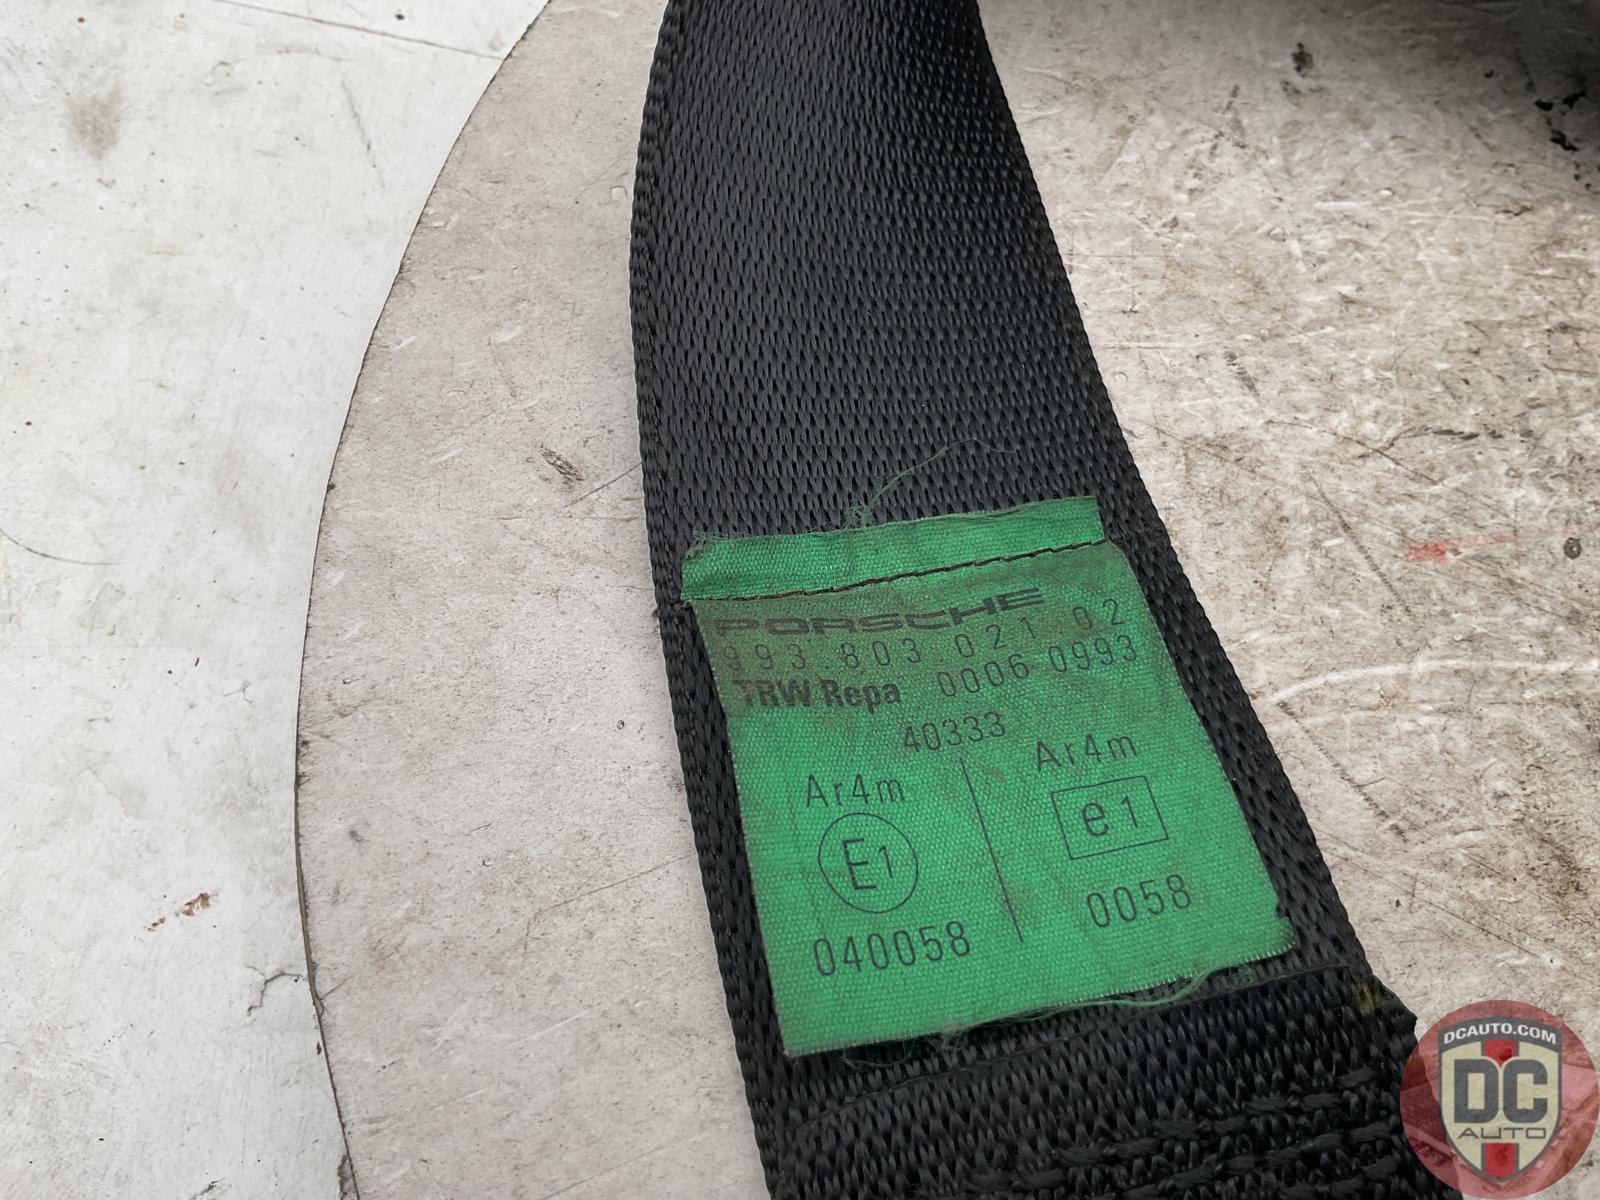 PORSCHE
993.803.021.02
TRW Repa 0006 0993
40333
Ar4m Ar4m
E1 e1
040058 0058
DCAUTO.COM
DC
AUTO